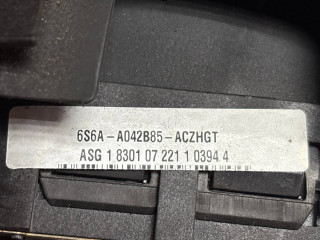 6S6A-A042B85-ACZHGT
ASG 1 8301 07 221 1 0394 4